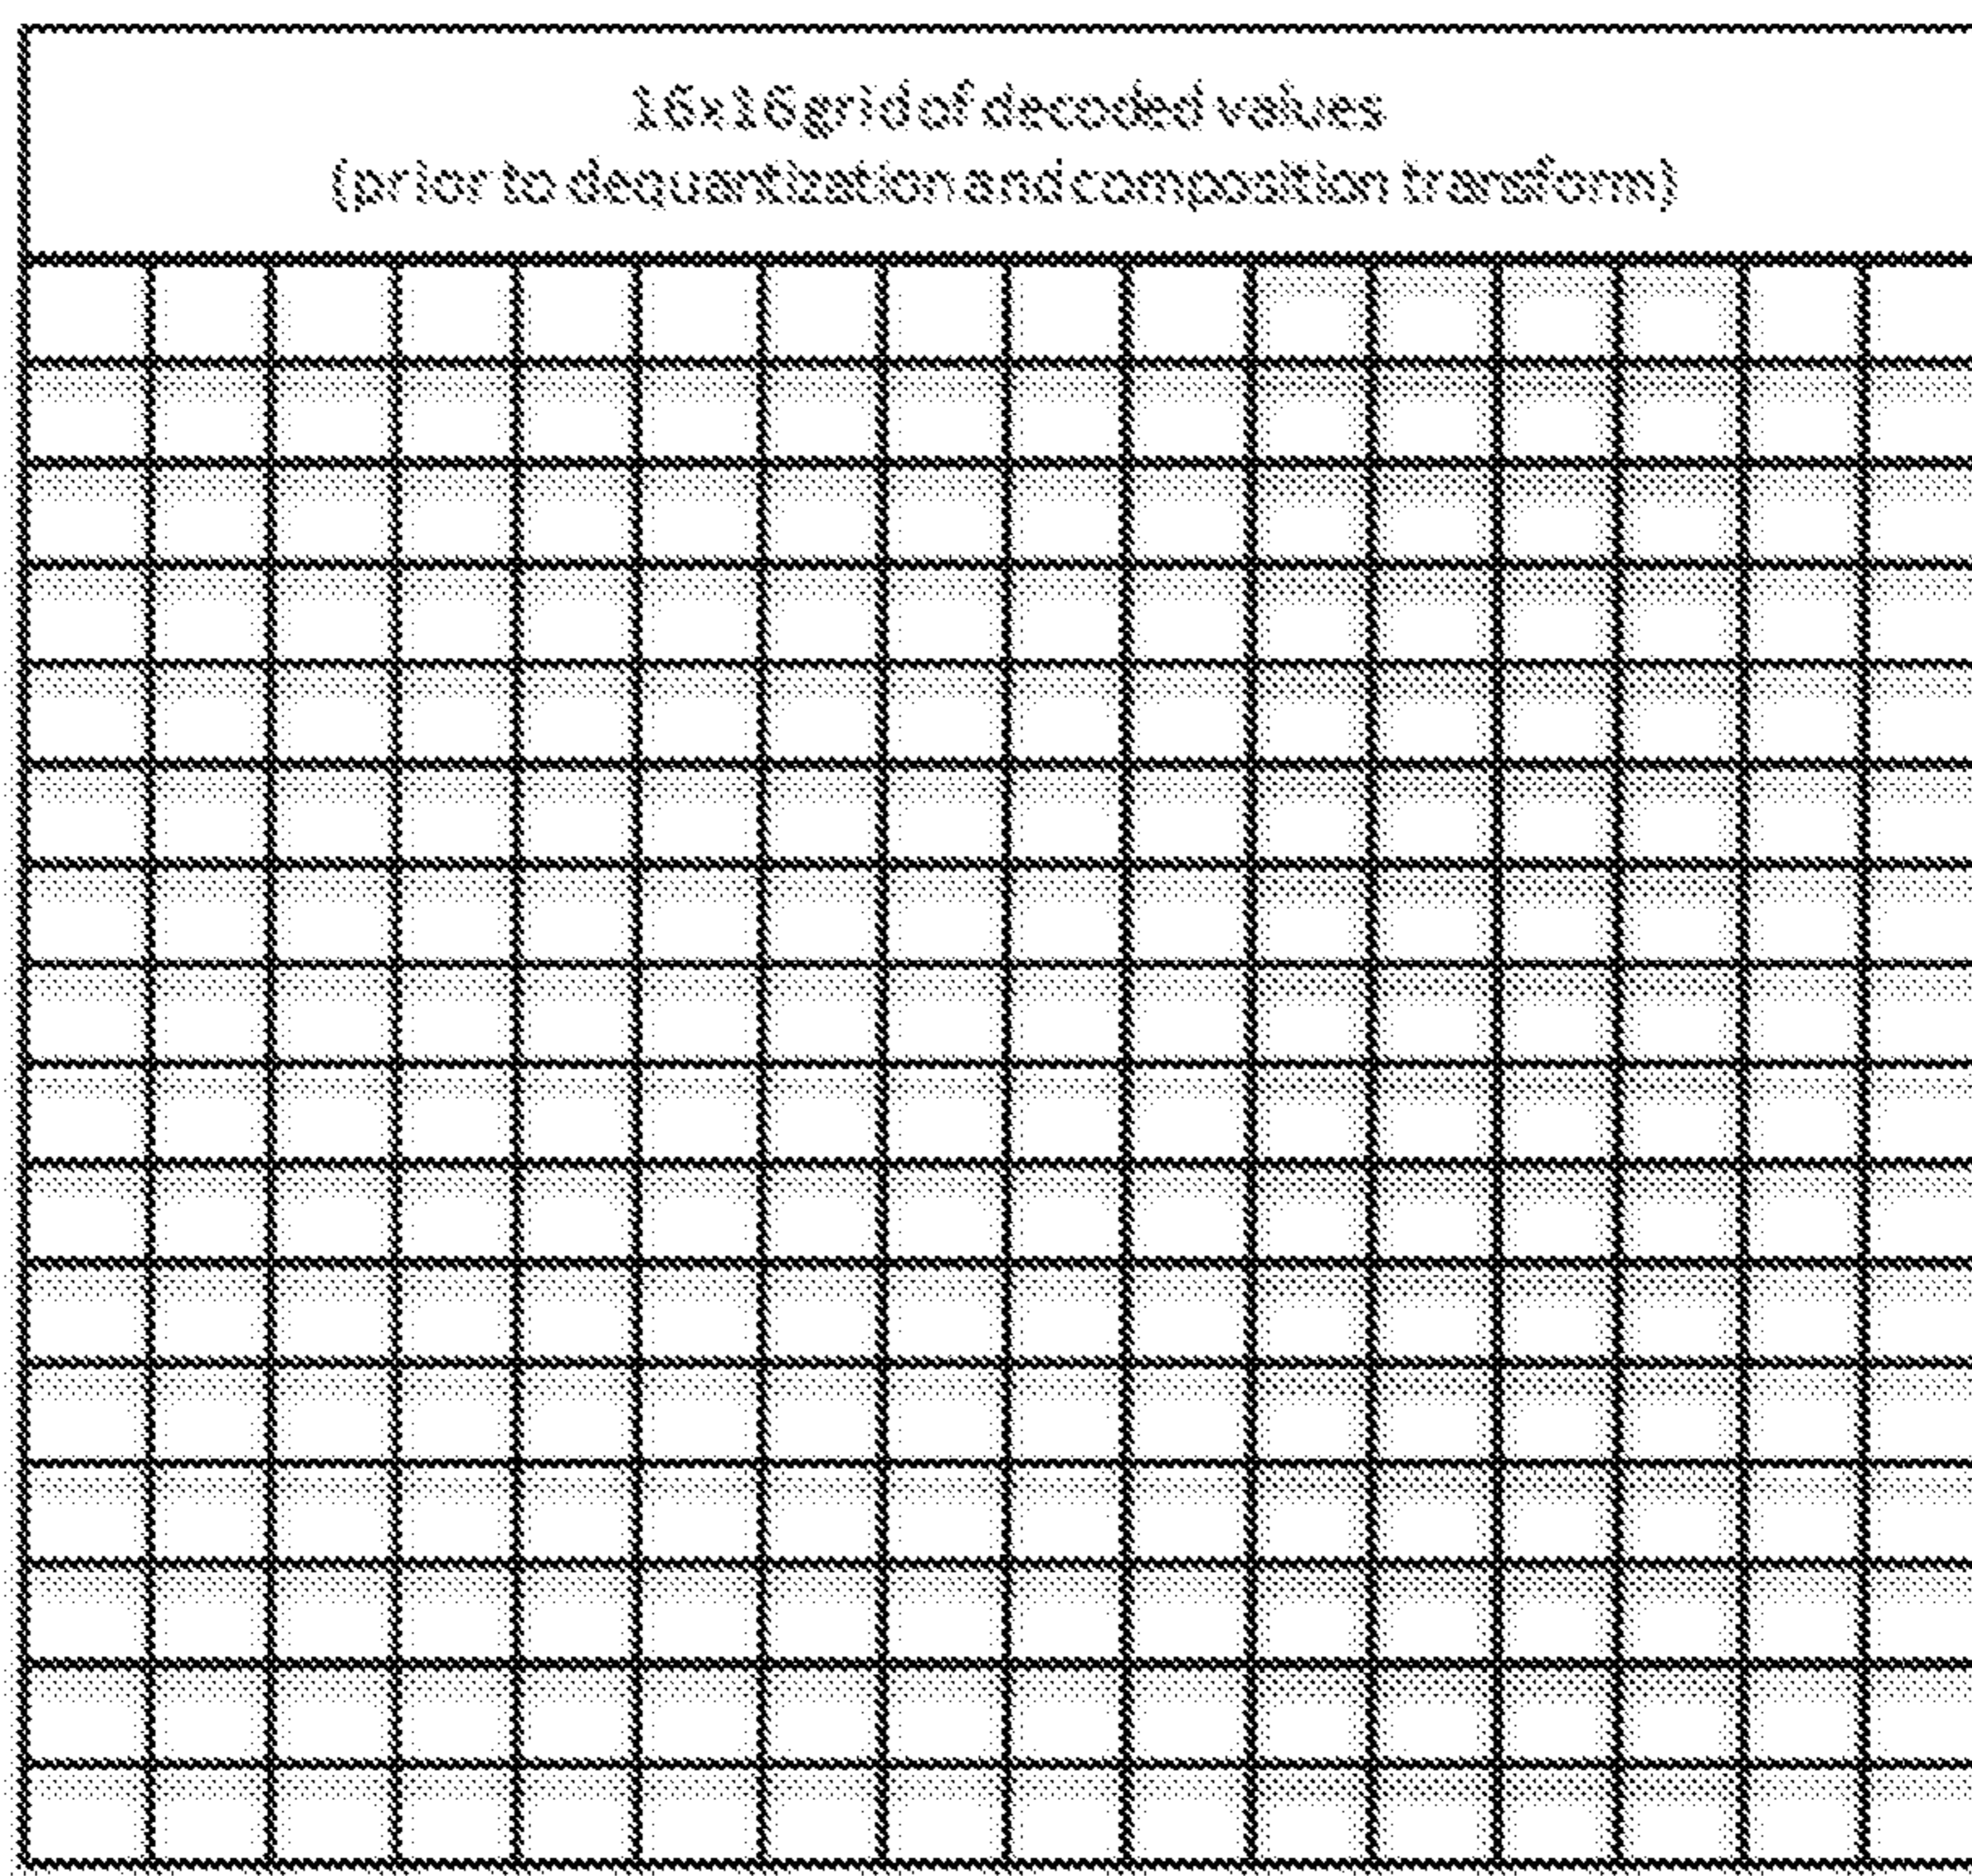 16x16 grid of decoded values
(prior to dequantization and composition transform)